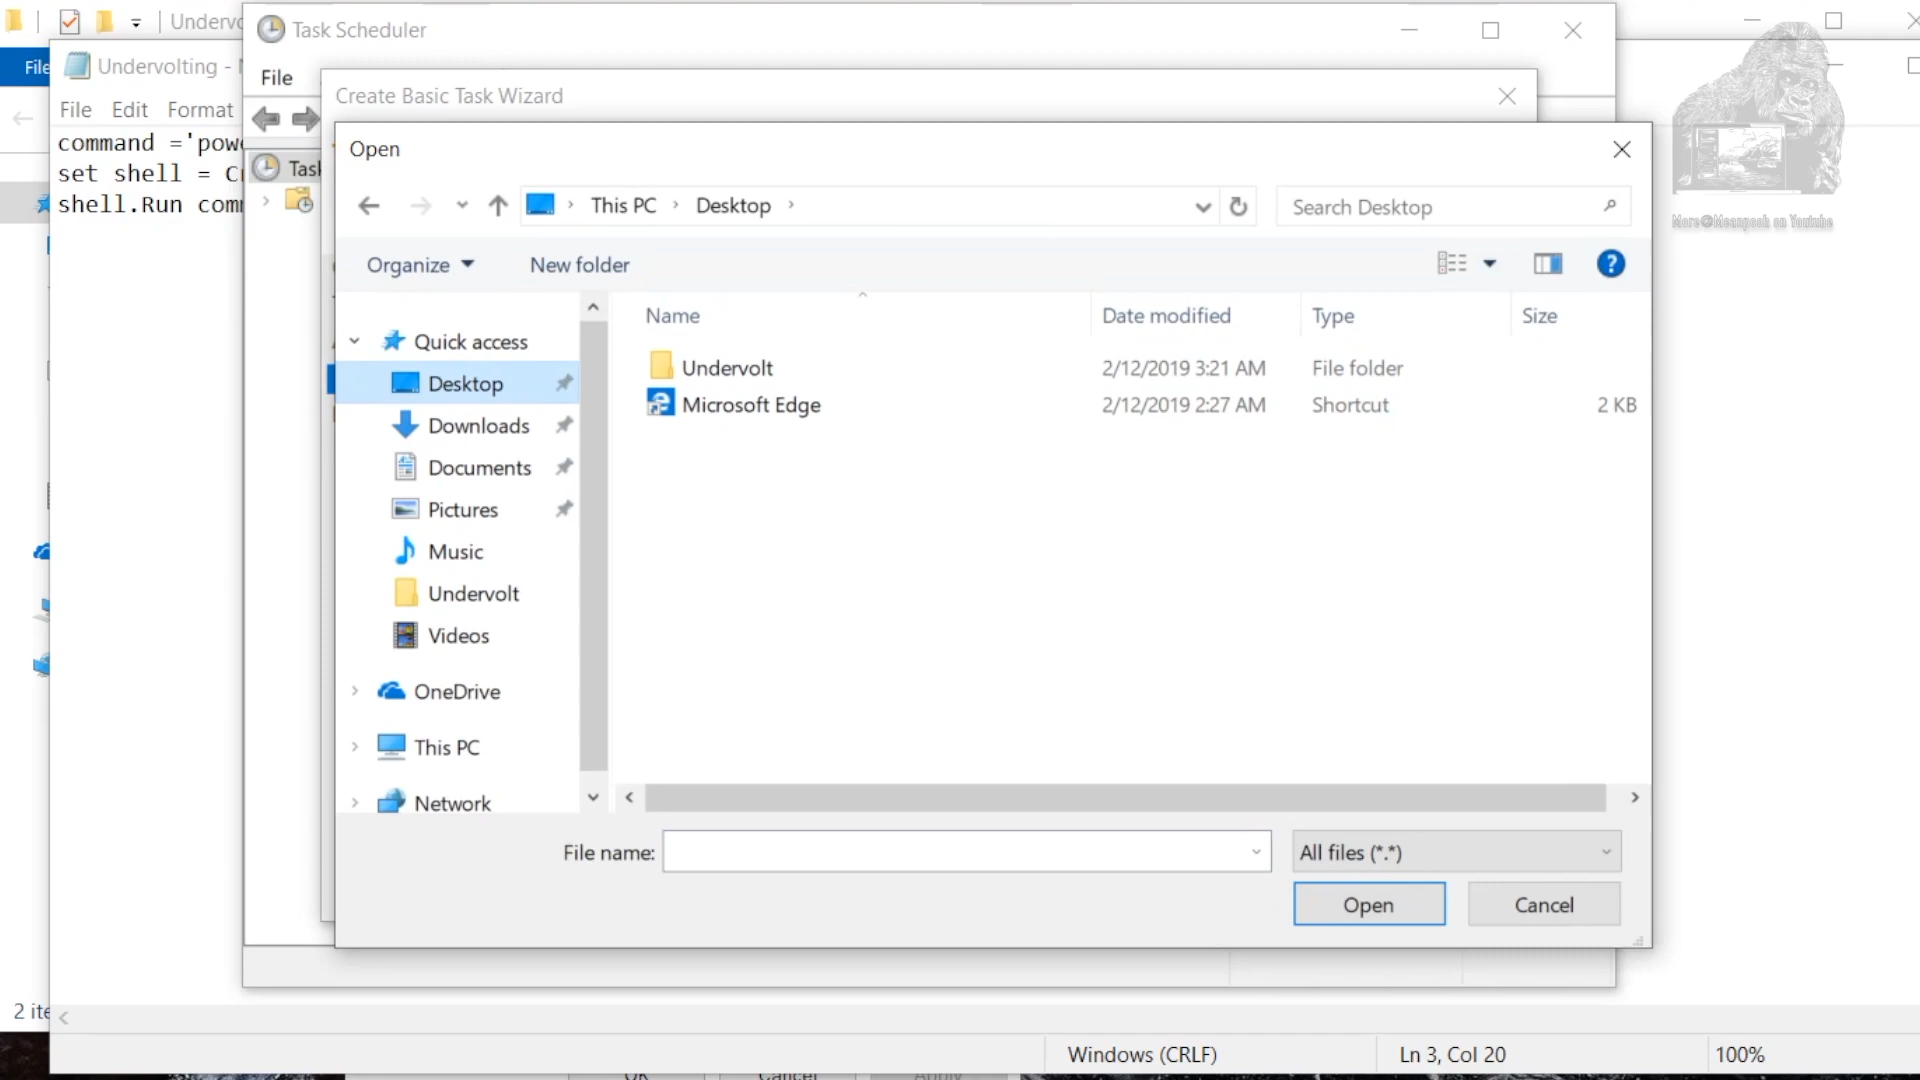 Task Scheduler
File
Undervolting -
File Edit Format
command ='pow
set shell =
shell.Run com
Create Basic Task Wizard
Open
This PC > Desktop >
Search Desktop
Organize New folder
Name Date modified Type Size
Undervolt 2/12/2019 3:21 AM File folder
Microsoft Edge 2/12/2019 2:27 AM Shortcut 2 KB
Quick access
Desktop
Downloads
Documents
Pictures
Music
Undervolt
Videos
OneDrive
This PC
Network
File name:
All files (*.*)
Open Cancel
Windows (CRLF) Ln 3, Col 20 100%